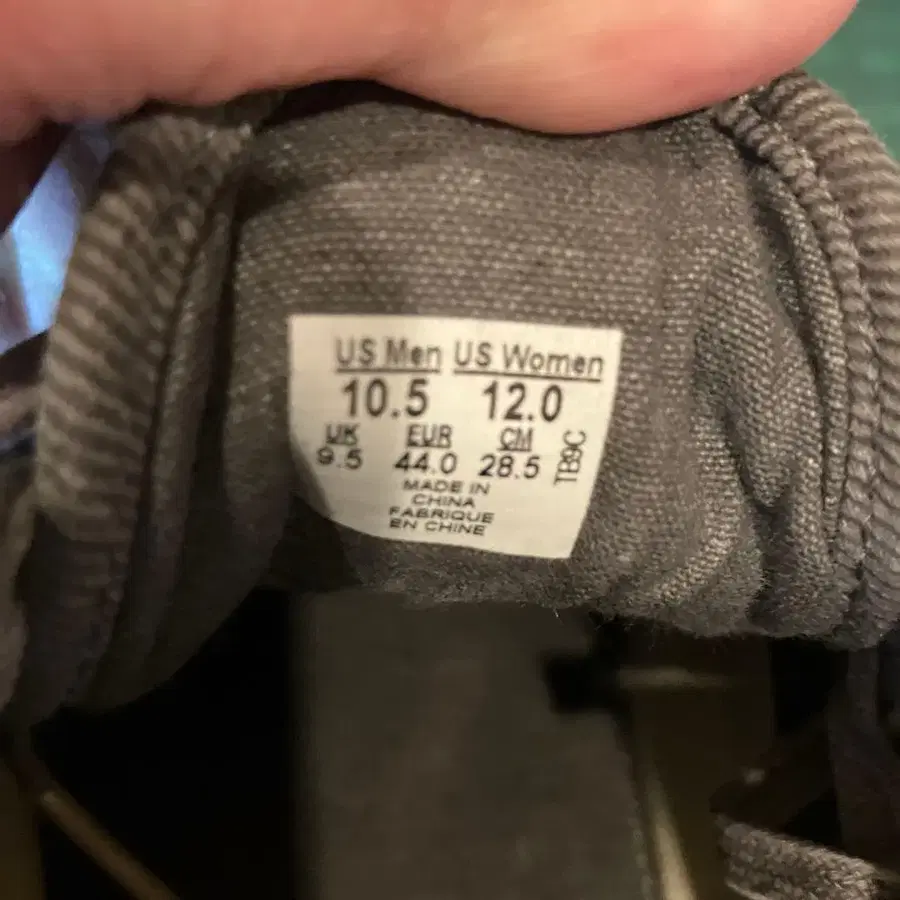 US Men US Women
10.5 12.0
UK EUR CM
9.5 44.0 28.5
TB9C
MADE IN
CHINA
FABRIQUE
EN CHINE